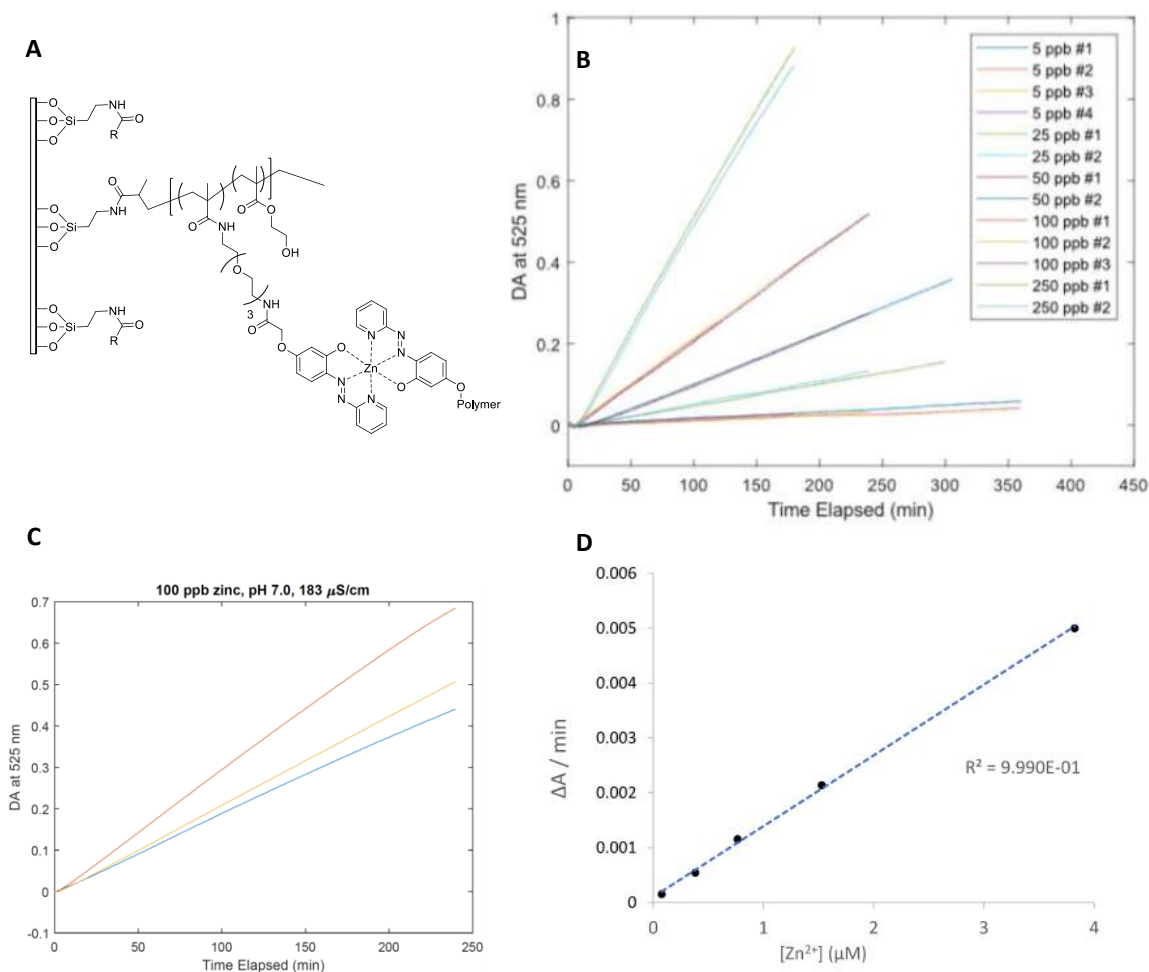 A
NH
O
Si
O
O
O
R
O
NH
O
O
Si
O
O
NH
O
O
OH
O
3
NH
O
O
O
N
N
N
Zn
N
N
N
O
O
Polymer
O
NH
Si
O
O
O
R
B
DA at 525 nm
1
0.8
0.6
0.4
0.2
0
0 50 100 150 200 250 300 350 400 450
Time Elapsed (min)
5 ppb #1
5 ppb #2
5 ppb #3
5 ppb #4
25 ppb #1
25 ppb #2
50 ppb #1
50 ppb #2
100 ppb #1
100 ppb #2
100 ppb #3
250 ppb #1
250 ppb #2
C
100 ppb zinc, pH 7.0, 183 μS/cm
DA at 525 nm
0.7
0.6
0.5
0.4
0.3
0.2
0.1
0
-0.1
0 50 100 150 200 250
Time Elapsed (min)
D
ΔA / min
0.006
0.005
0.004
0.003
0.002
0.001
0
0 1 2 3 4
R² = 9.990E-01
[Zn²⁺] (μM)